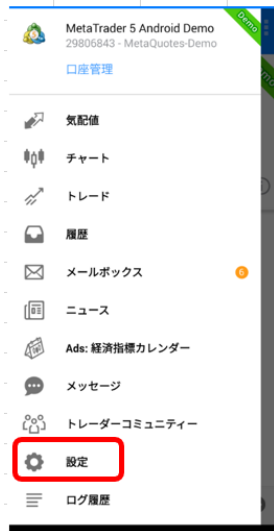 MetaTrader 5 Android Demo
Demo
29806843 - MetaQuotes-Demo
口座管理
気配値
チャート
トレード
履歴
メールボックス
6
ニュース
Ads: 経済指標カレンダー
メッセージ
トレーダーコミュニティー
設定
ログ履歴